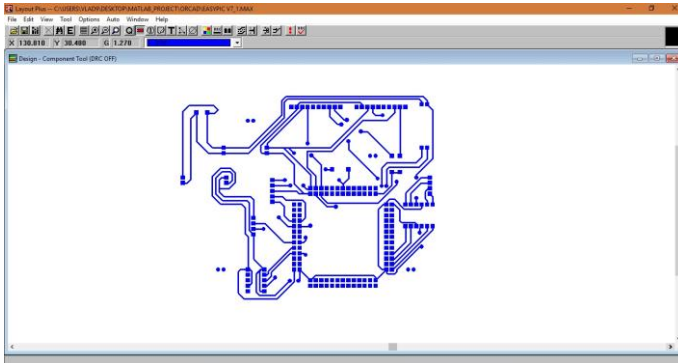 Layout Plus - C:\USERS\VLADIF\DESKTOP\MATLAB_PROJECT\ORCAD\EASYPIC V7_1.MAX
File Edit View Tool Options Auto Window Help
X 130.810 Y 30.480 G 1.270
Design - Component Tool (DRC OFF)